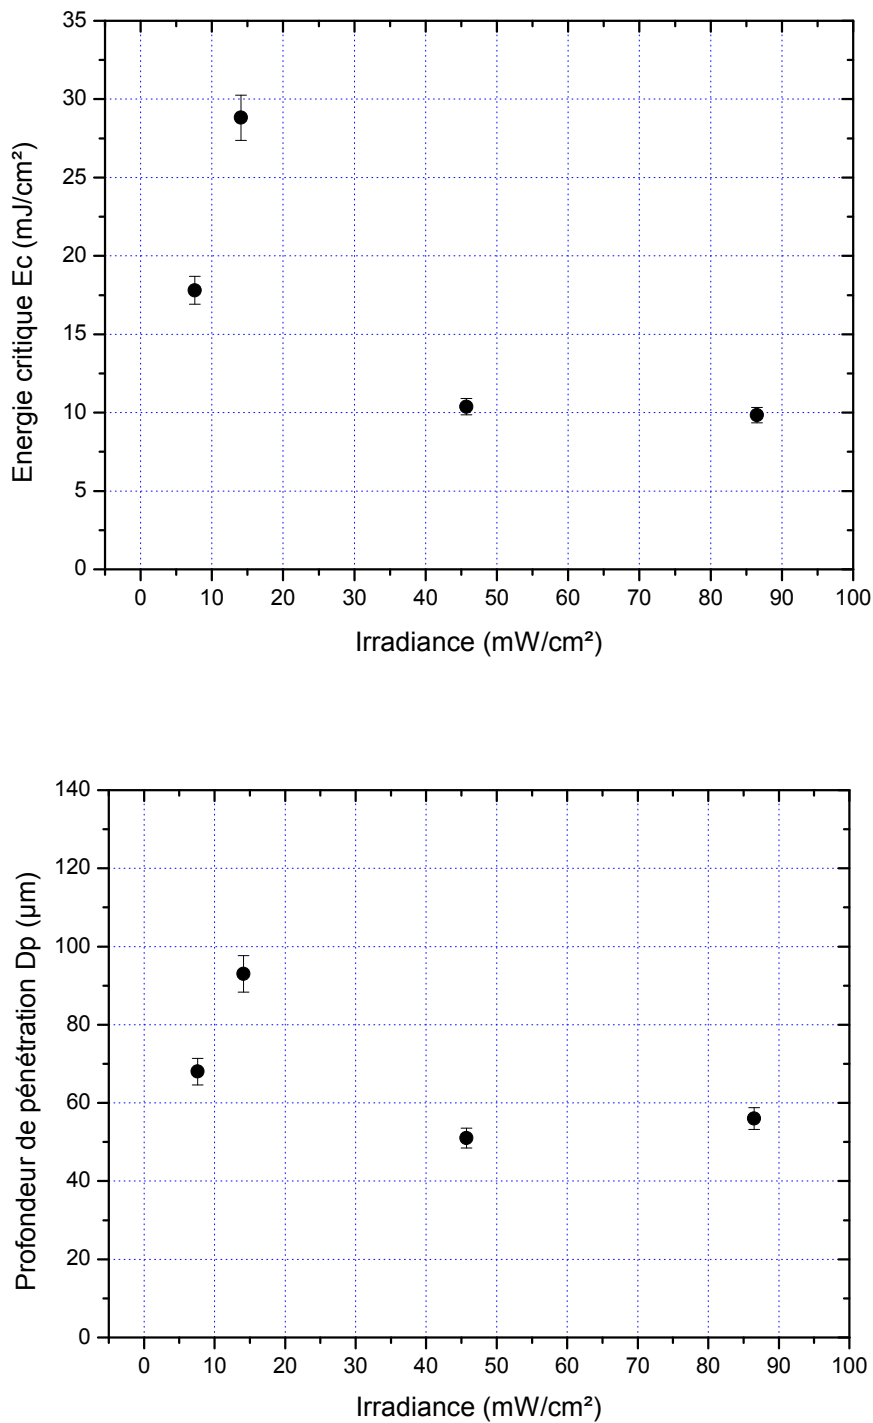 35
30
25
20
15
10
5
0
Energie critique Ec (mJ/cm²)
0 10 20 30 40 50 60 70 80 90 100
Irradiance (mW/cm²)
140
120
100
80
60
40
20
0
Profondeur de pénétration Dp (µm)
0 10 20 30 40 50 60 70 80 90 100
Irradiance (mW/cm²)